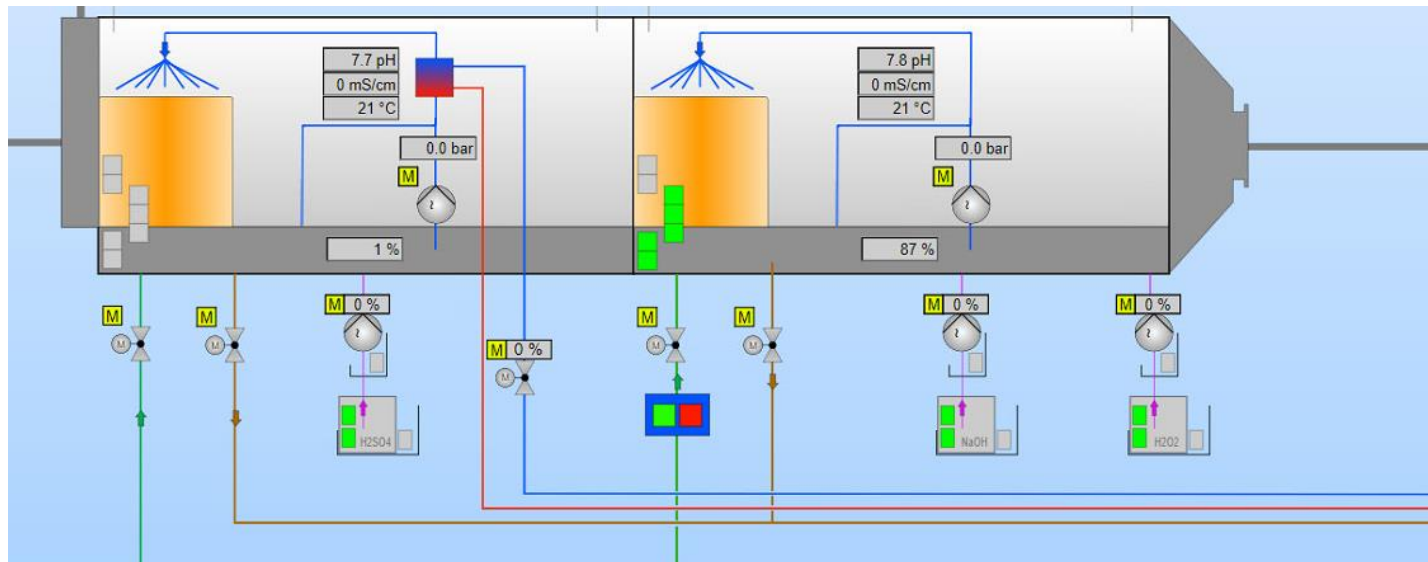 7.7 pH
0 mS/cm
21 °C
0.0 bar
M
1 %
7.8 pH
0 mS/cm
21 °C
0.0 bar
M
87 %
M
M
M 0 %
M 0 %
M
M
M 0 %
M 0 %
M
M
M
M
M
H2SO4
NaOH
H2O2